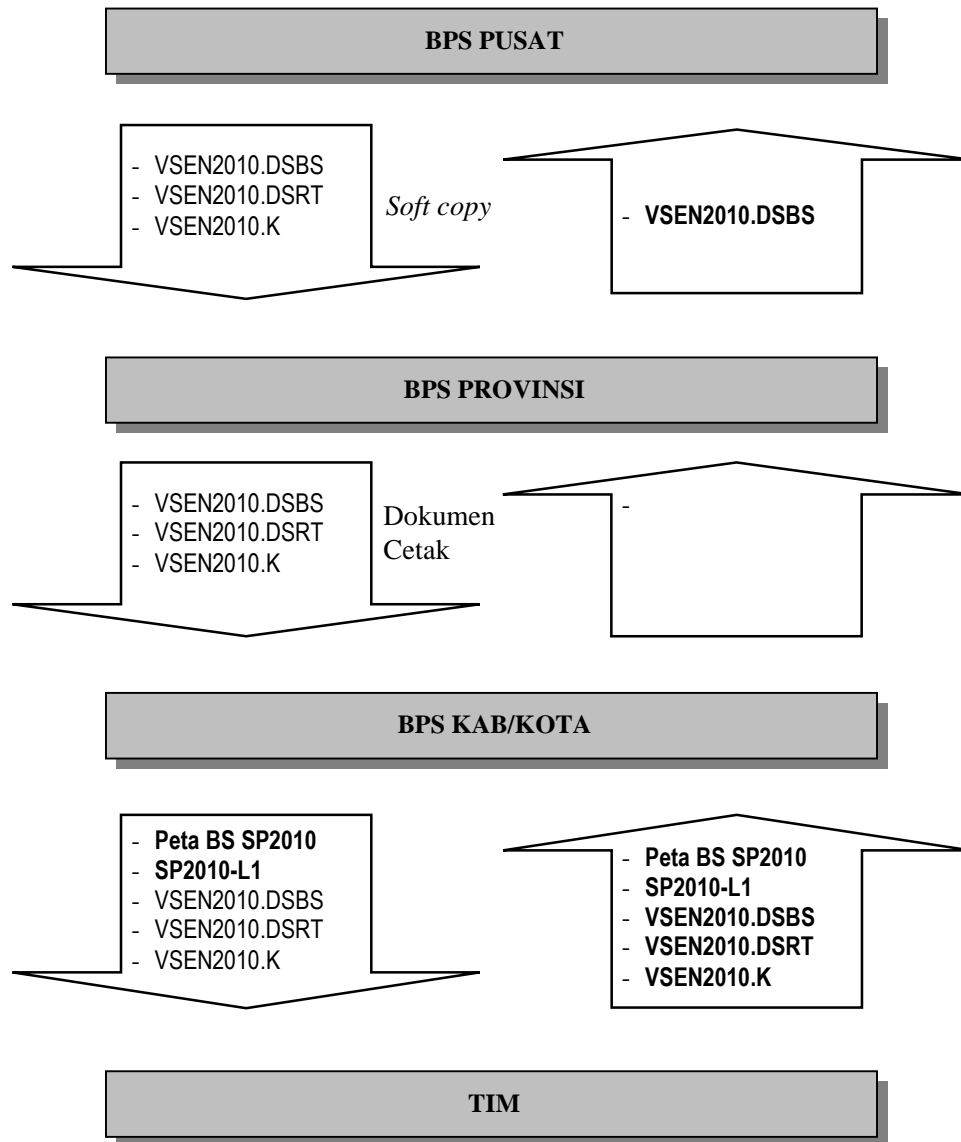 BPS PUSAT
- VSEN2010.DSBS
- VSEN2010.DSRT
- VSEN2010.K
Soft copy
- VSEN2010.DSBS
BPS PROVINSI
- VSEN2010.DSBS
- VSEN2010.DSRT
- VSEN2010.K
Dokumen
Cetak
-
BPS KAB/KOTA
- Peta BS SP2010
- SP2010-L1
- VSEN2010.DSBS
- VSEN2010.DSRT
- VSEN2010.K
- Peta BS SP2010
- SP2010-L1
- VSEN2010.DSBS
- VSEN2010.DSRT
- VSEN2010.K
TIM